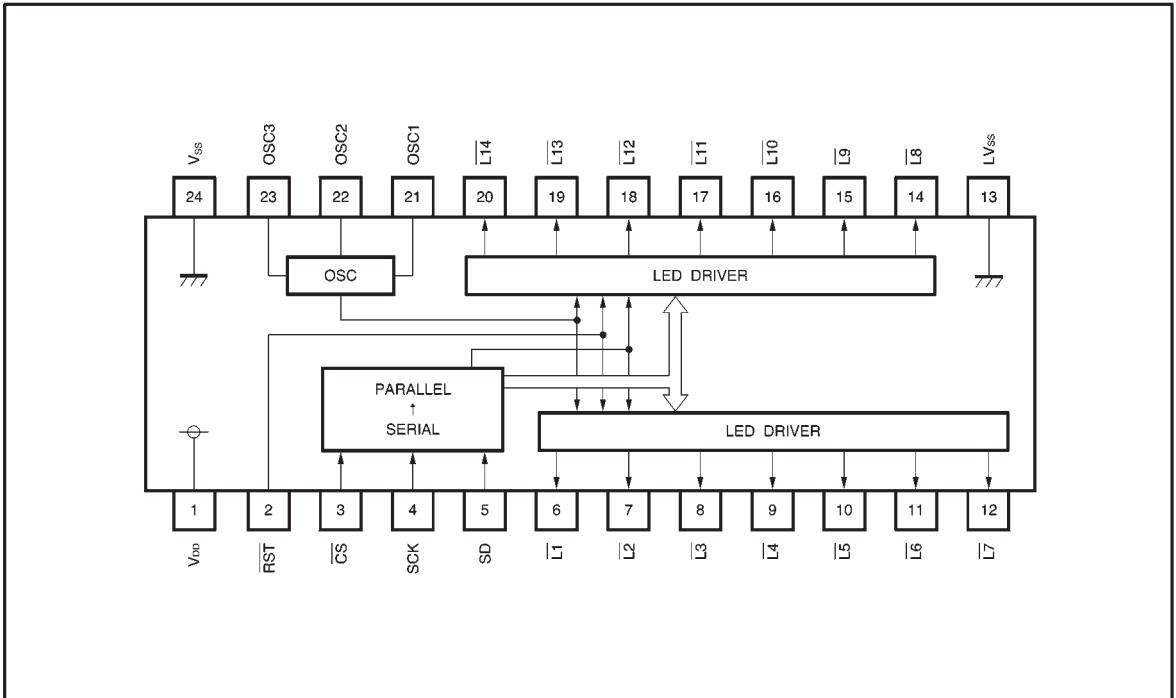 VSS OSC3 OSC2 OSC1 L14 L13 L12 L11 L10 L9 L8 LVSS
24 23 22 21 20 19 18 17 16 15 14 13
OSC
LED DRIVER
PARALLEL
↑
SERIAL
LED DRIVER
1 2 3 4 5 6 7 8 9 10 11 12
VDD RST CS SCK SD L1 L2 L3 L4 L5 L6 L7